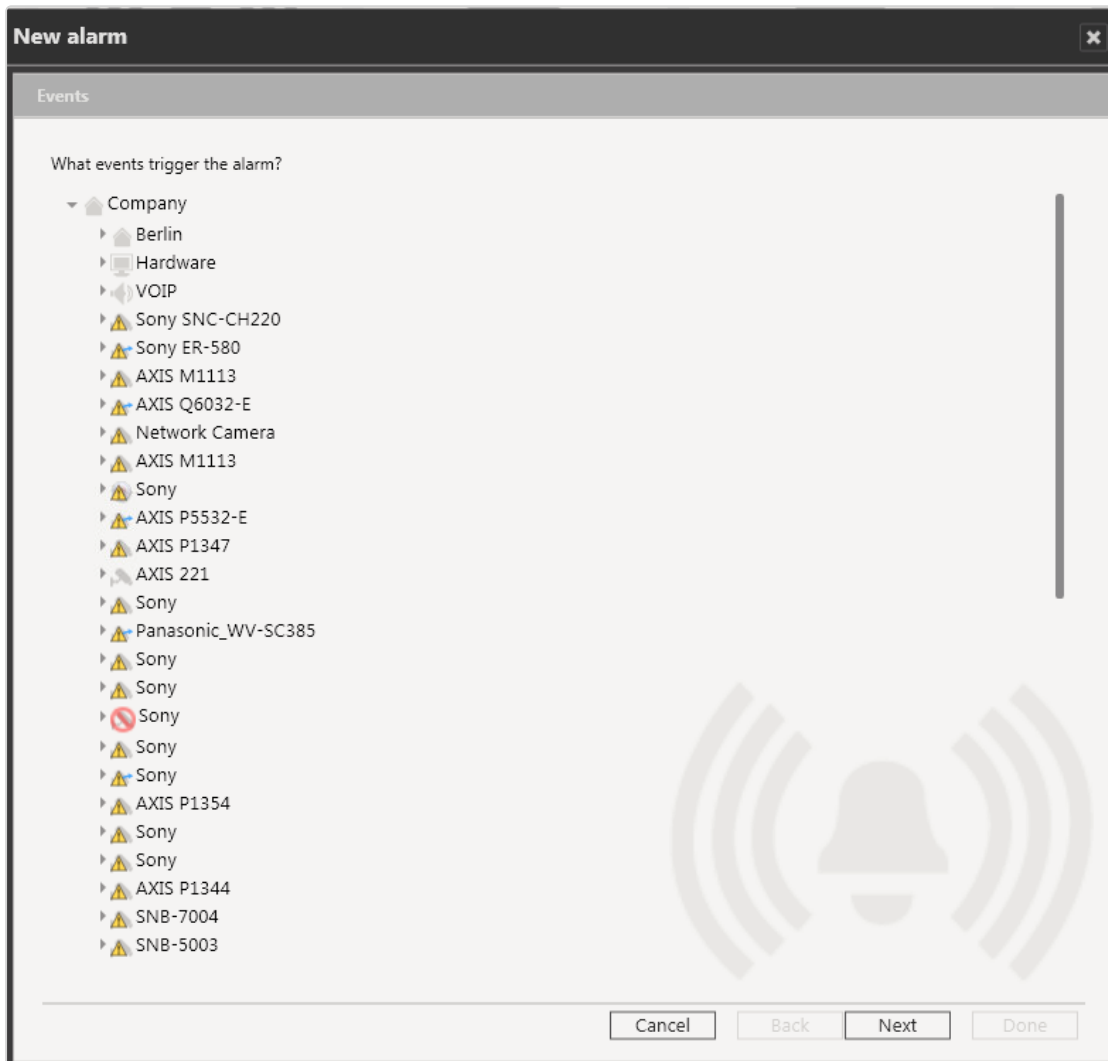 New alarm
Events
What events trigger the alarm?
Company
Berlin
Hardware
VOIP
Sony SNC-CH220
Sony ER-580
AXIS M1113
AXIS Q6032-E
Network Camera
AXIS M1113
Sony
AXIS P5532-E
AXIS P1347
AXIS 221
Sony
Panasonic_WV-SC385
Sony
Sony
Sony
Sony
Sony
AXIS P1354
Sony
Sony
AXIS P1344
SNB-7004
SNB-5003
Cancel Back Next Done